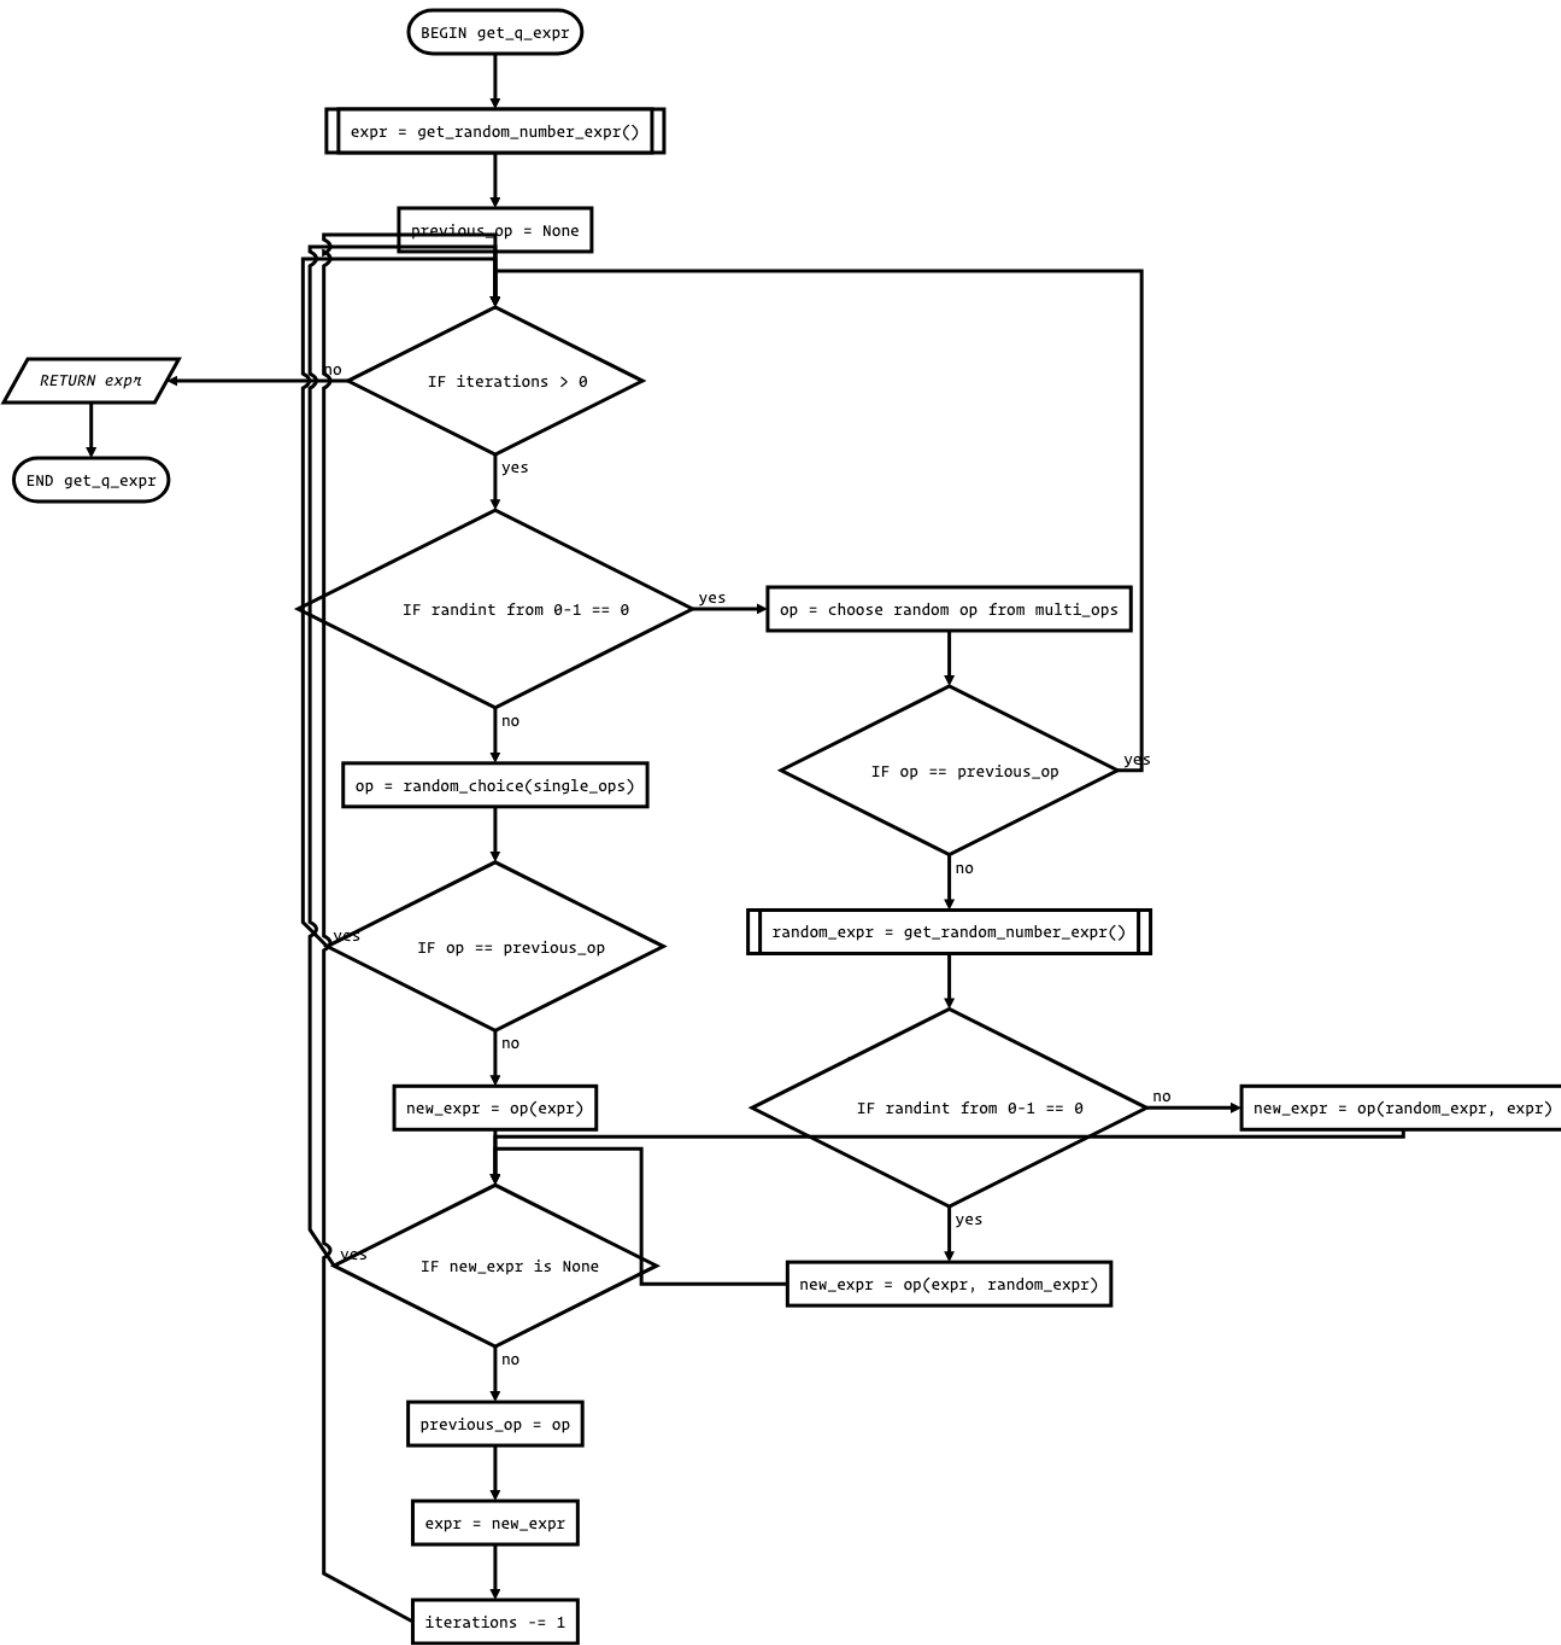 BEGIN get_q_expr
expr = get_random_number_expr()
previous_op = None
no
RETURN expr
IF iterations > 0
yes
END get_q_expr
IF randint from 0-1 == 0
yes
op = choose random op from multi_ops
no
op = random_choice(single_ops)
IF op == previous_op
yes
no
yes
IF op == previous_op
random_expr = get_random_number_expr()
no
new_expr = op(expr)
IF randint from 0-1 == 0
no
new_expr = op(random_expr, expr)
yes
yes
IF new_expr is None
new_expr = op(expr, random_expr)
no
previous_op = op
expr = new_expr
iterations -= 1